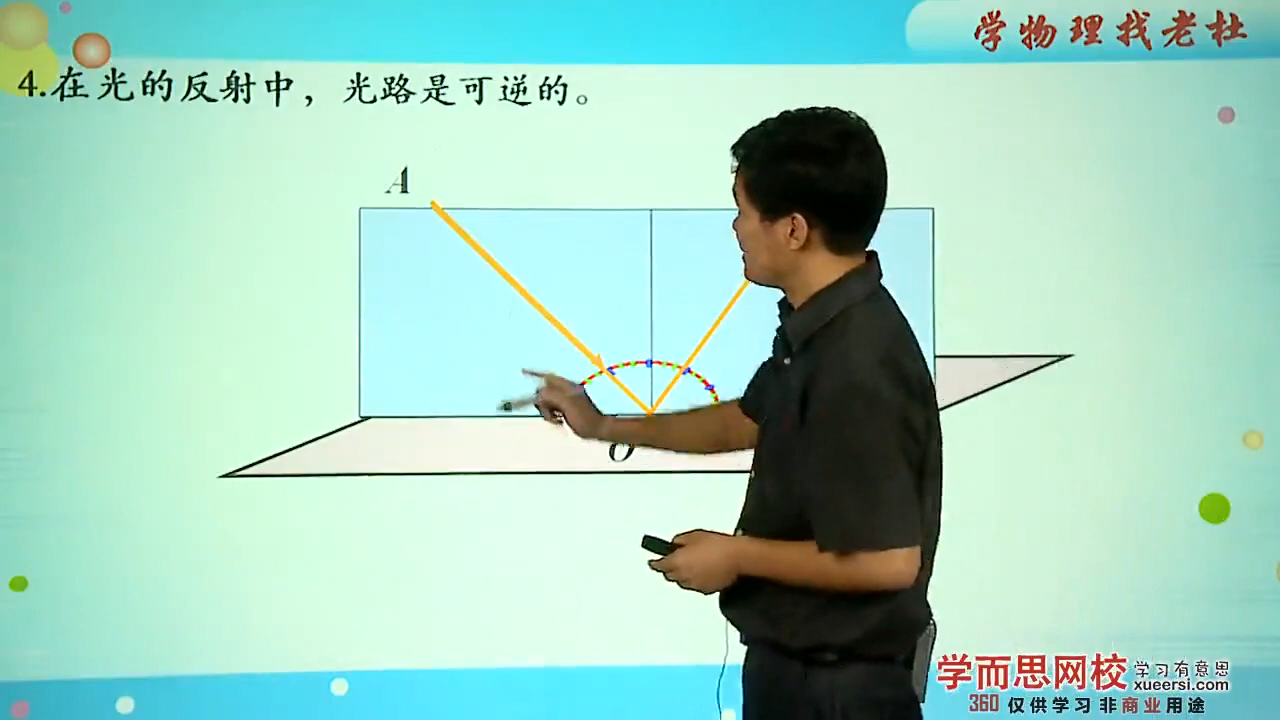 学物理找老杜
4.在光的反射中，光路是可逆的。
A
O
学而思网校 学习有意思
xueersi.com
360 仅供学习 非商业用途